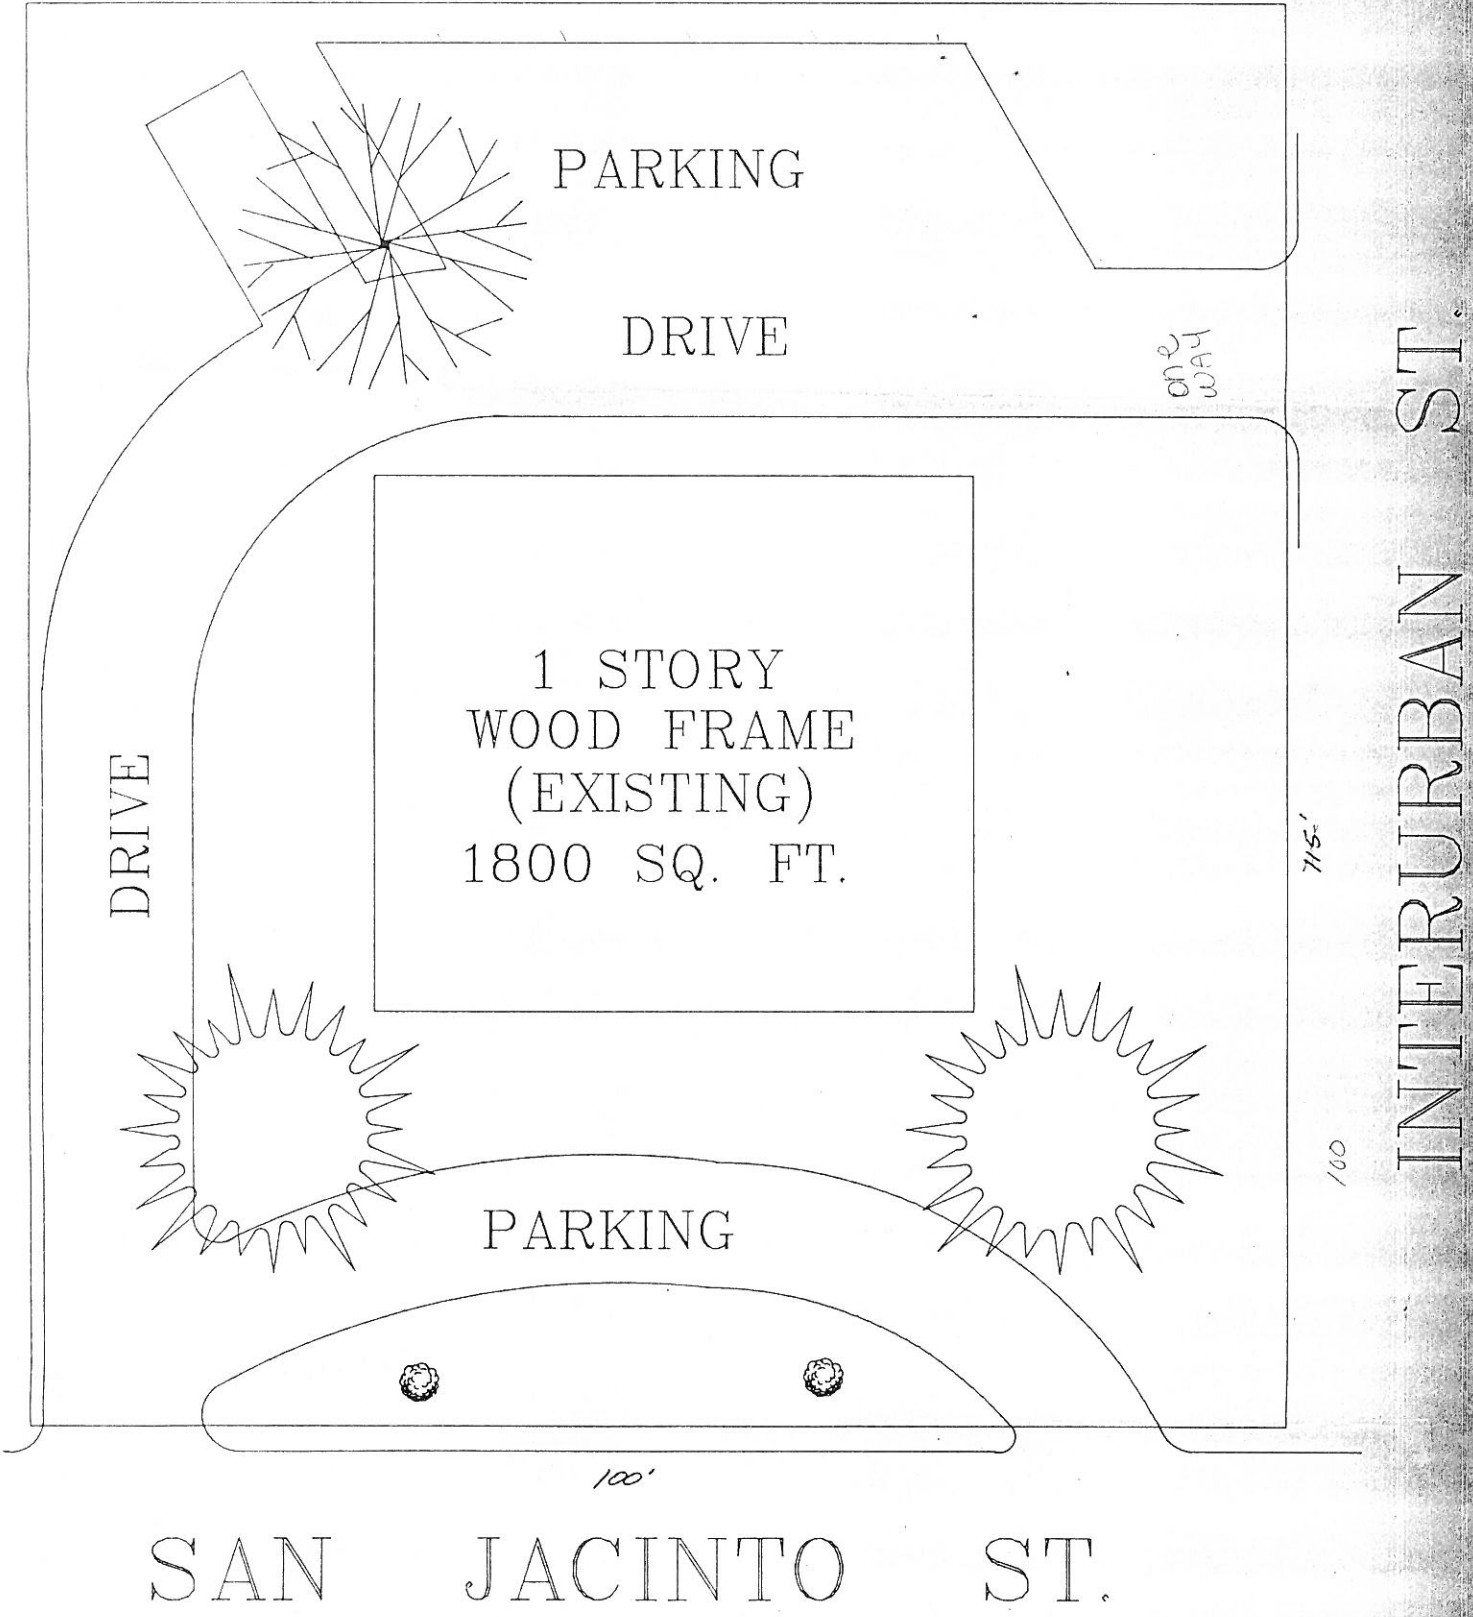 PARKING
DRIVE
one
WAY
1 STORY
WOOD FRAME
(EXISTING)
1800 SQ. FT.
DRIVE
PARKING
INTERURBAN ST.
115'
100
100'
SAN JACINTO ST.